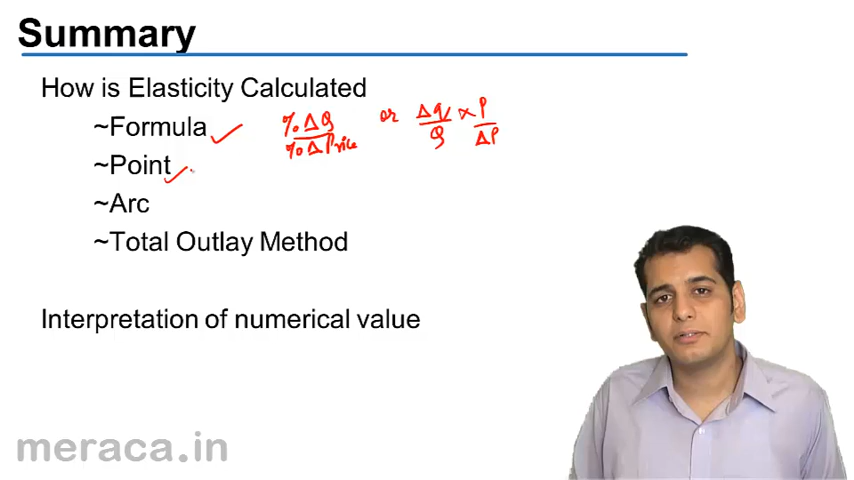 Summary
How is Elasticity Calculated
~Formula ✓ %ΔQ / %ΔPrice or Δq/Q × P/ΔP
~Point ✓
~Arc
~Total Outlay Method
Interpretation of numerical value
meraca.in